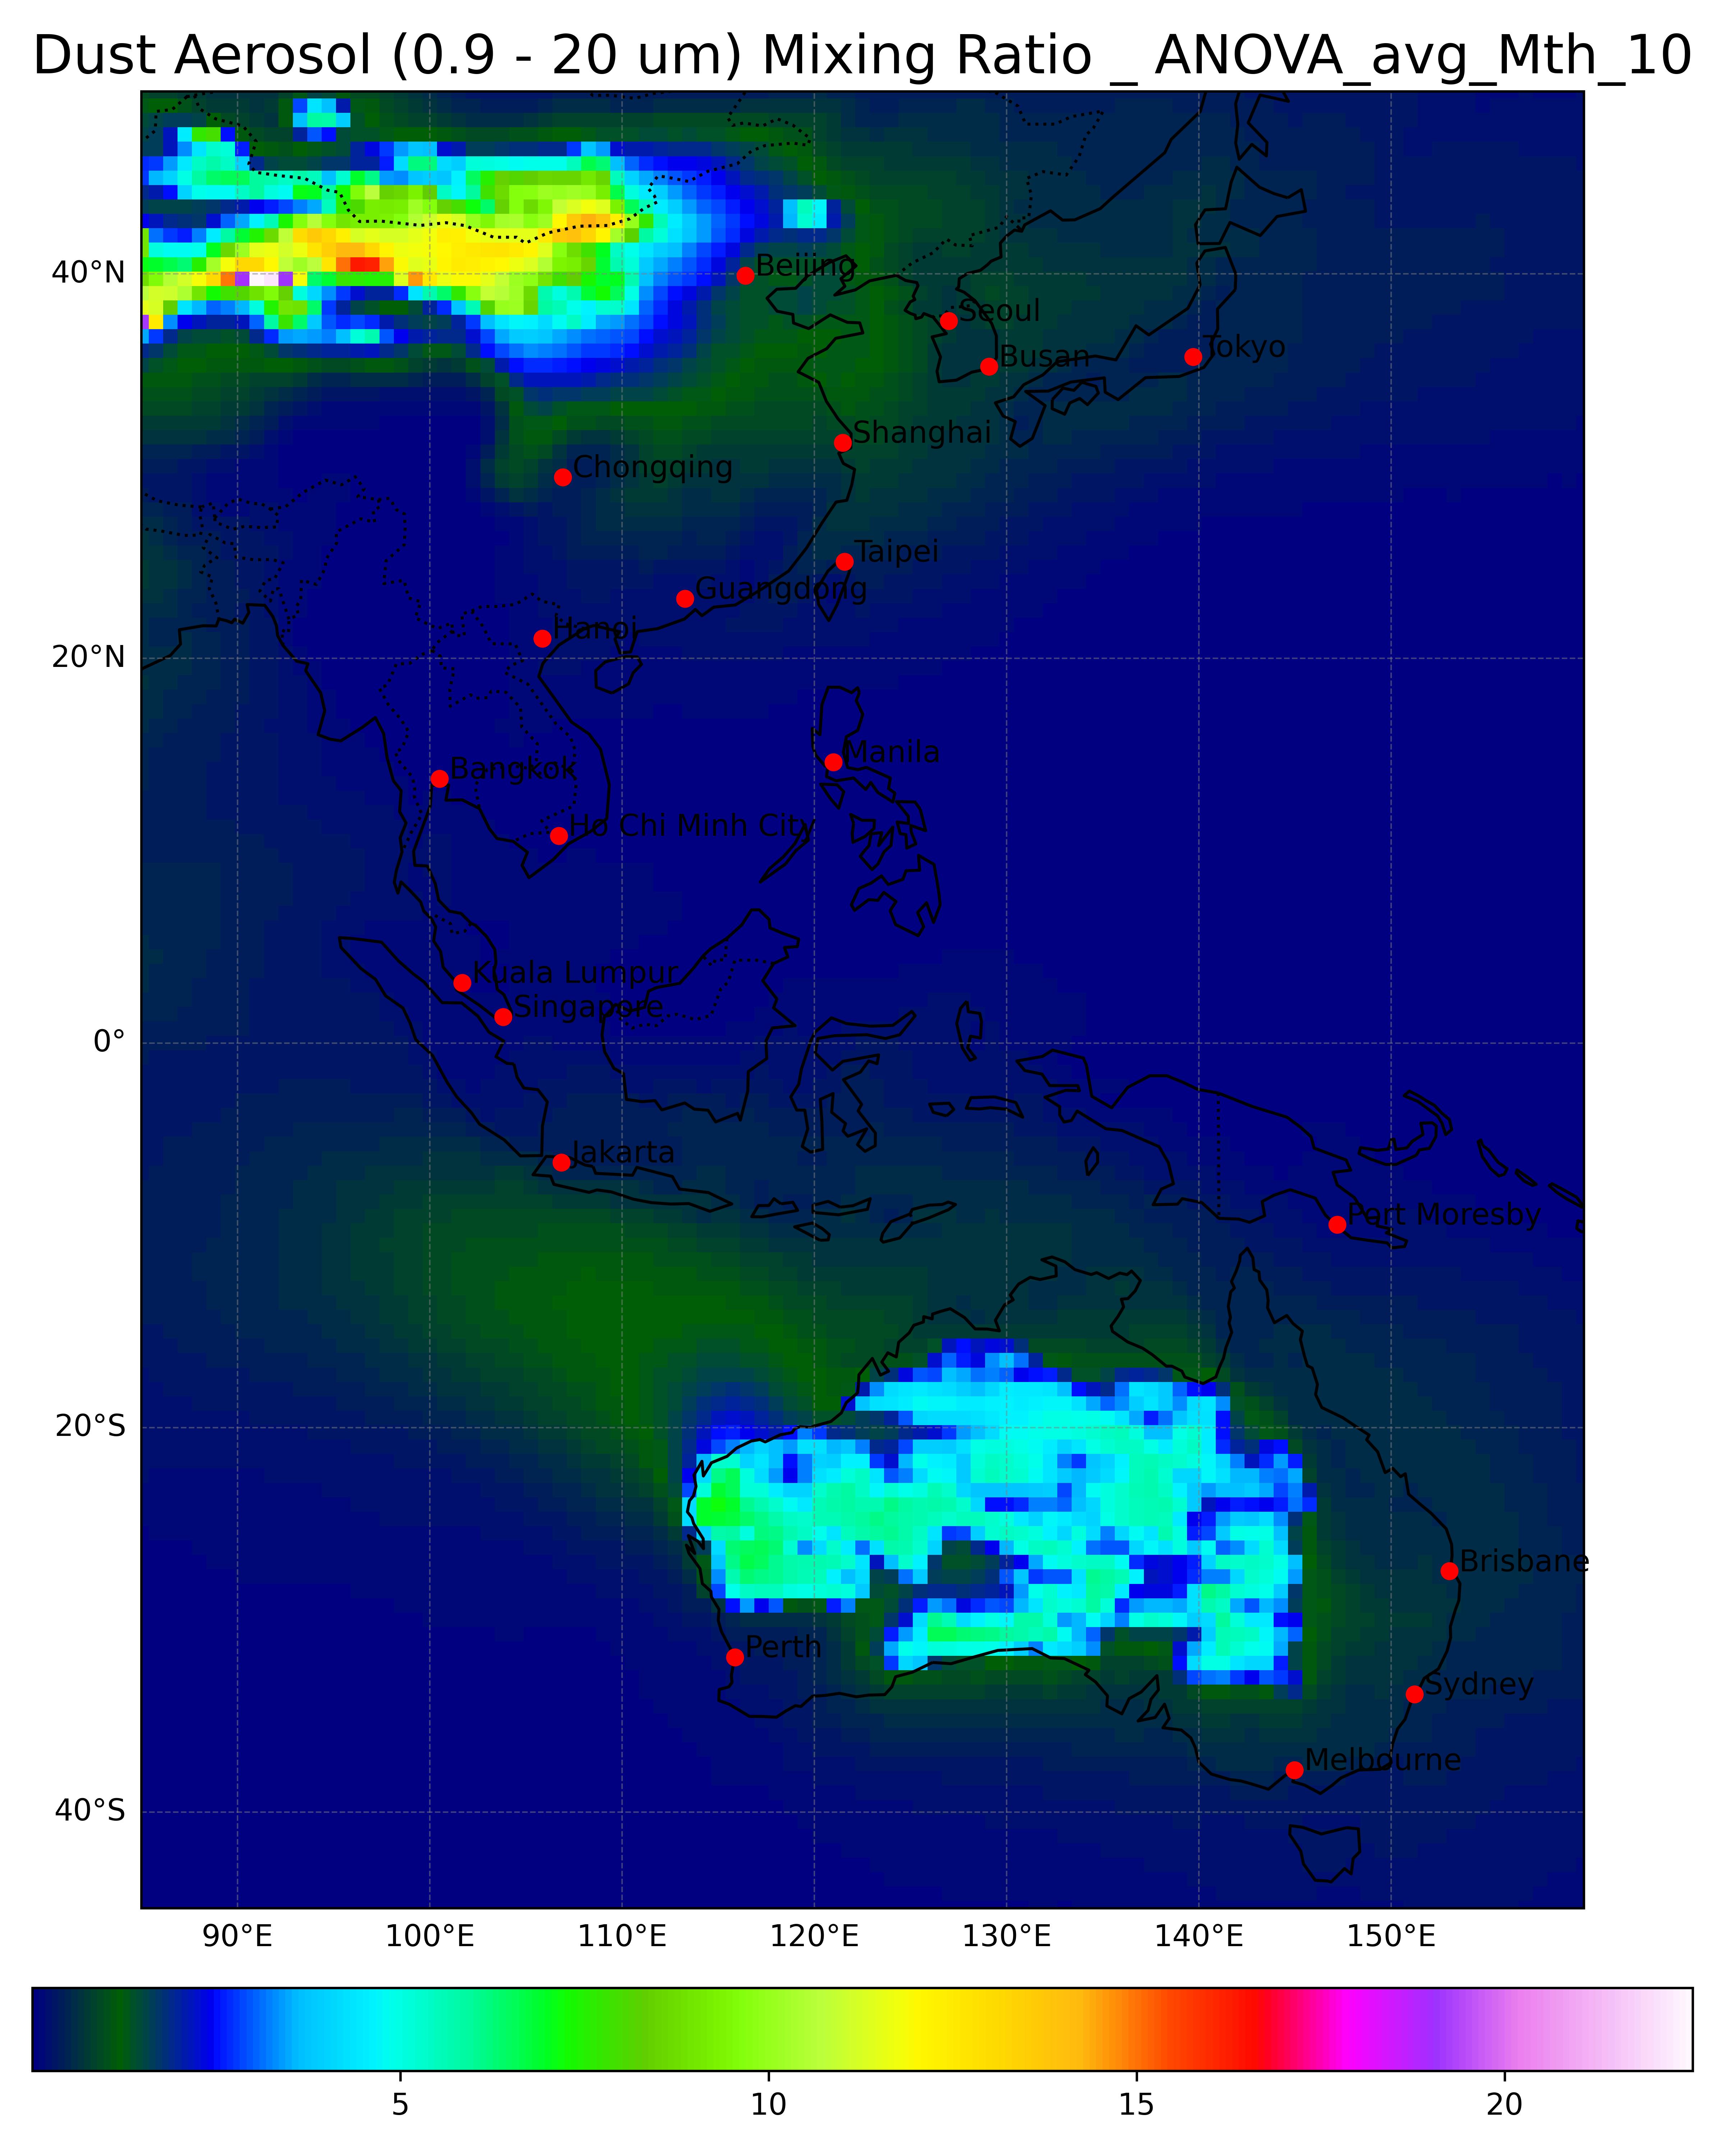 Dust Aerosol (0.9 - 20 um) Mixing Ratio _ ANOVA_avg_Mth_10
40°N
Beijing
Seoul
Busan
Tokyo
Shanghai
Chongqing
Taipei
Guangdong
Hanoi
20°N
Manila
Bangkok
Ho Chi Minh City
Kuala Lumpur
Singapore
0°
Jakarta
Port Moresby
20°S
Brisbane
Perth
Sydney
Melbourne
40°S
90°E 100°E 110°E 120°E 130°E 140°E 150°E
5 10 15 20